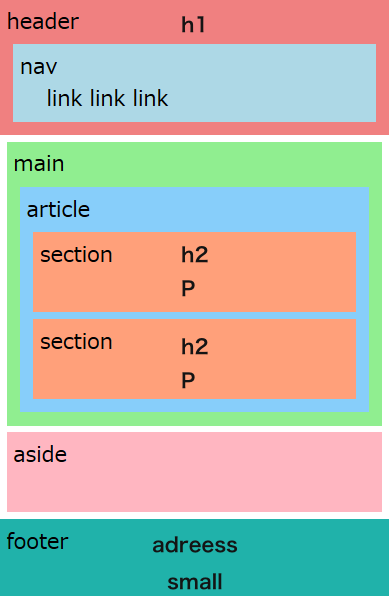 header h1
nav
link link link
main
article
section h2
P
section h2
P
aside
footer adreess
small